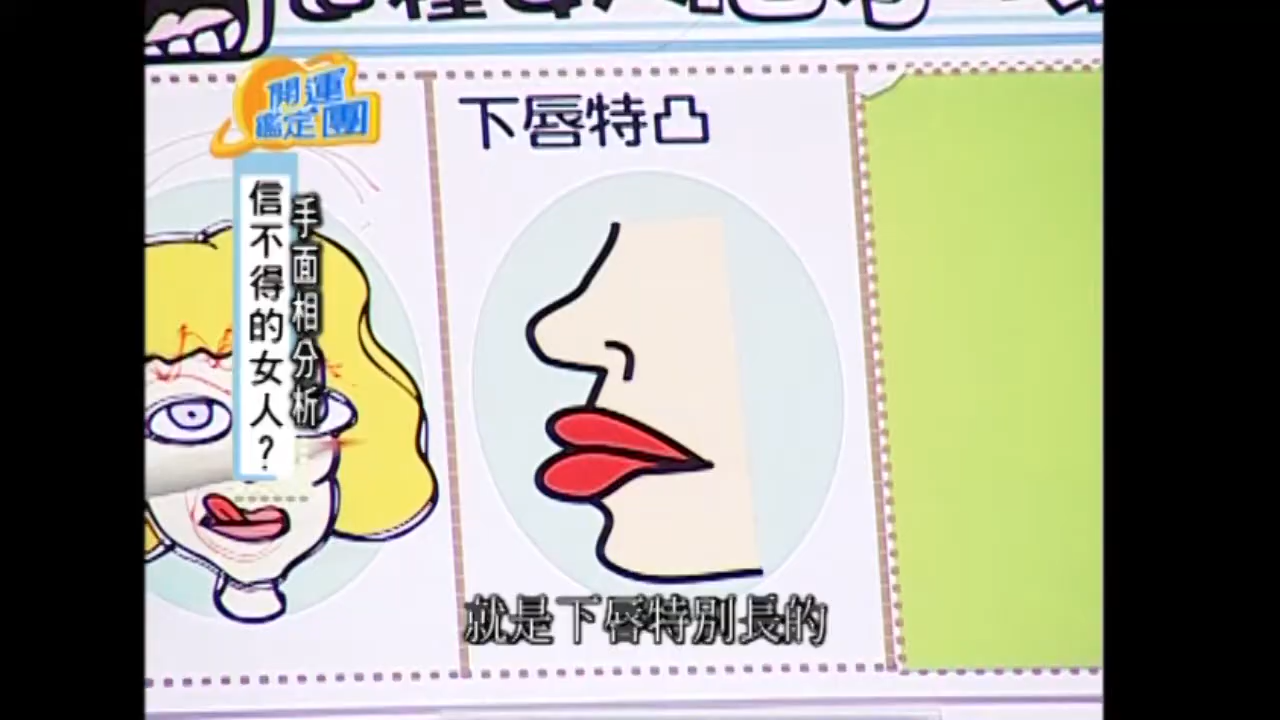 開運
鑑定團
信不得的女人？
手面相分析
下唇特凸
就是下唇特別長的